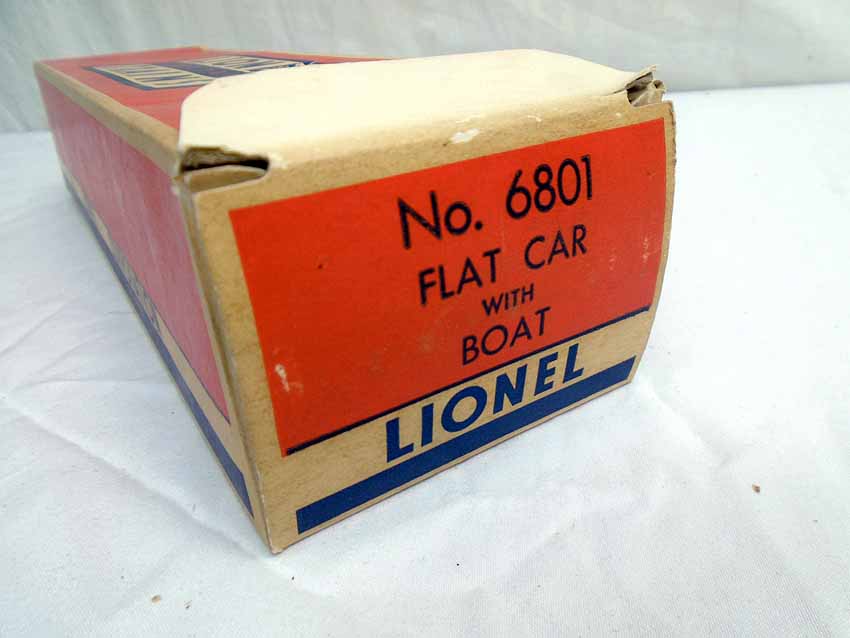 No. 6801
FLAT CAR
WITH
BOAT
LIONEL